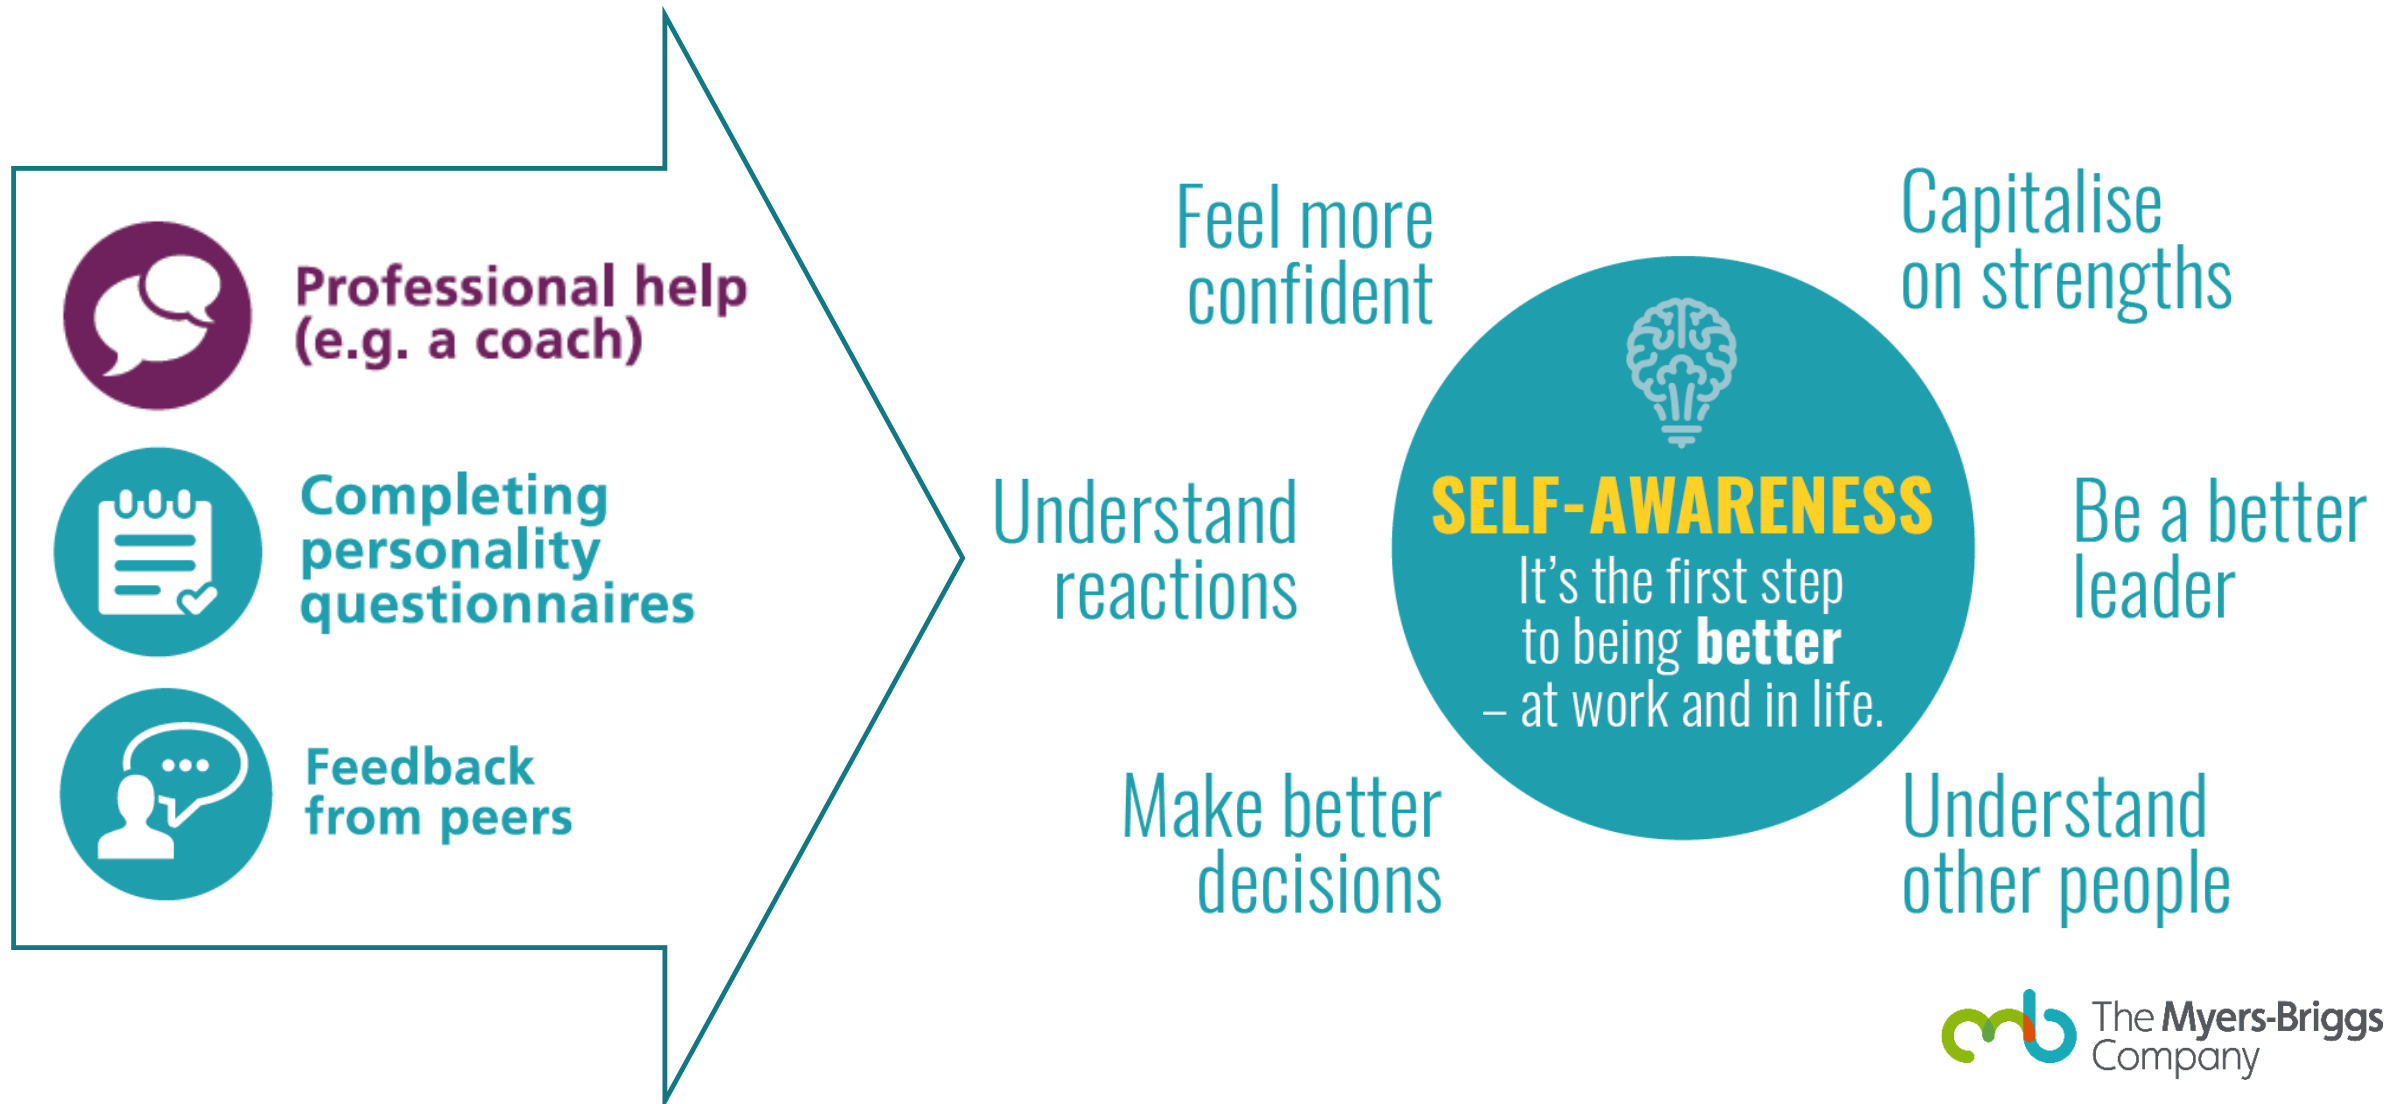 Professional help
(e.g. a coach)
Completing
personality
questionnaires
Feedback
from peers
Feel more
confident
Understand
reactions
Make better
decisions
SELF-AWARENESS
It’s the first step
to being better
– at work and in life.
Capitalise
on strengths
Be a better
leader
Understand
other people
The Myers-Briggs
Company